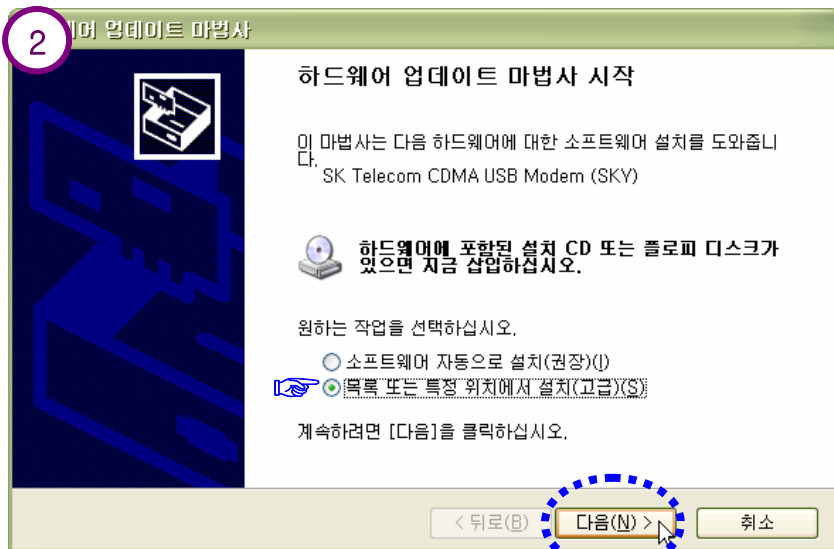 2
웨어 업데이트 마법사
하드웨어 업데이트 마법사 시작
이 마법사는 다음 하드웨어에 대한 소프트웨어 설치를 도와줍니
다.
SK Telecom CDMA USB Modem (SKY)
하드웨어에 포함된 설치 CD 또는 플로피 디스크가
있으면 지금 삽입하십시오.
원하는 작업을 선택하십시오.
소프트웨어 자동으로 설치(권장)(I)
목록 또는 특정 위치에서 설치(고급)(S)
계속하려면 [다음]을 클릭하십시오.
< 뒤로(B) 다음(N) > 취소